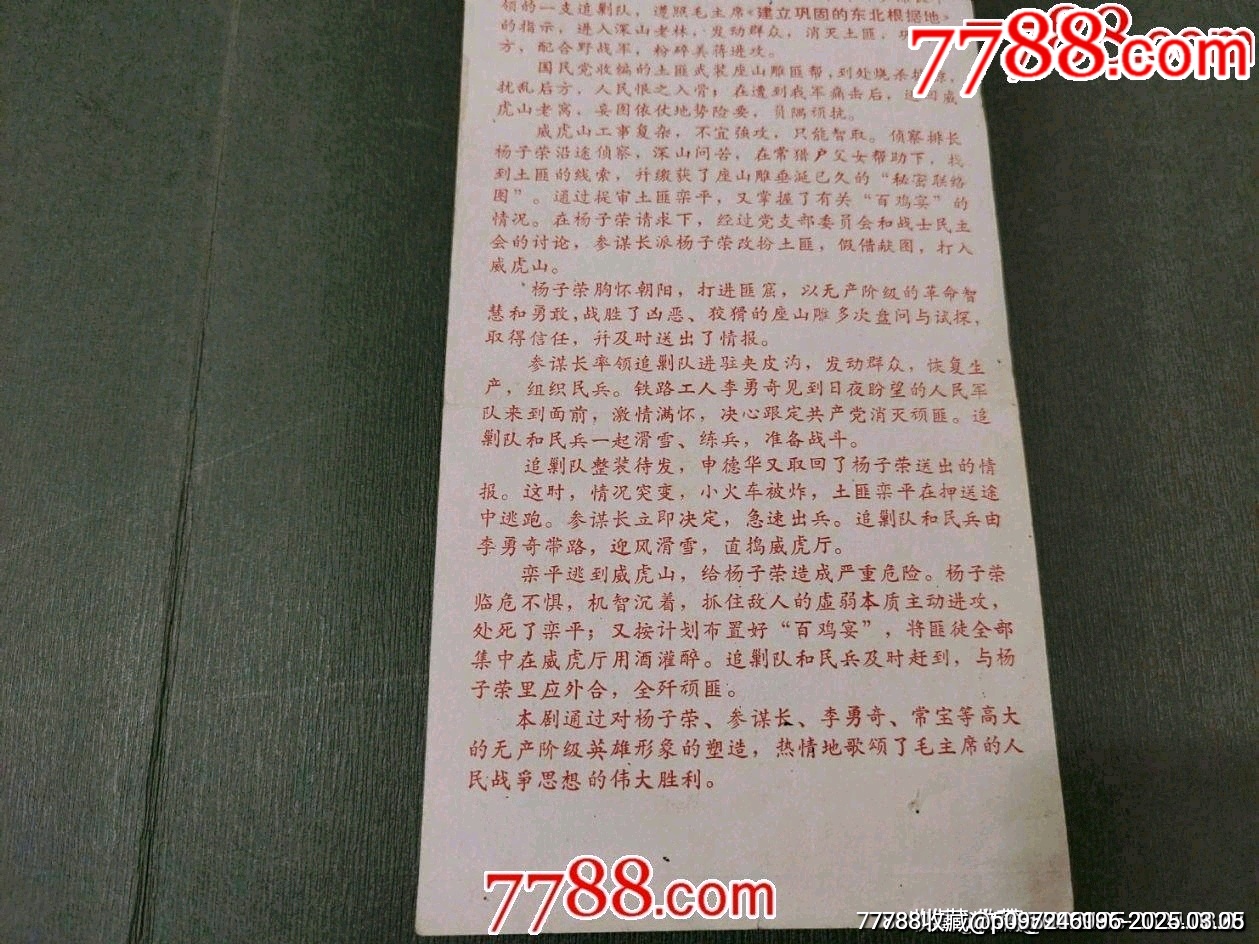 领的一支追剿队，遵照毛主席《建立巩固的东北根据地》
的指示，进入深山老林，发动群众，消灭土匪，
方，配合野战军，粉碎美蒋进攻。
国民党收编的土匪武装座山雕匪帮，到处烧杀
扰乱后方，人民恨之入骨；在遭到我军痛击后，
虎山老窝，妄图依仗地势险要，负隅顽抗。
威虎山工事复杂，不宜强攻，只能智取。侦察排长
杨子荣沿途侦察，深山问苦，在常猎户父女帮助下，找
到土匪的线索，并缴获了座山雕垂涎已久的“秘密联络
图”。通过提审土匪栾平，又掌握了有关“百鸡宴”的
情况。在杨子荣请求下，经过党支部委员会和战士民主
会的讨论，参谋长派杨子荣改扮土匪，假借献图，打入
威虎山。
杨子荣胸怀朝阳，打进匪窟，以无产阶级的革命智
慧和勇敢，战胜了凶恶、狡猾的座山雕多次盘问与试探，
取得信任，并及时送出了情报。
参谋长率领追剿队进驻夹皮沟，发动群众，恢复生
产，组织民兵。铁路工人李勇奇见到日夜盼望的人民军
队来到面前，激情满怀，决心跟定共产党消灭顽匪。追
剿队和民兵一起滑雪、练兵，准备战斗。
追剿队整装待发，申德华又取回了杨子荣送出的情
报。这时，情况突变，小火车被炸，土匪栾平在押送途
中逃跑。参谋长立即决定，急速出兵。追剿队和民兵由
李勇奇带路，迎风滑雪，直捣威虎厅。
栾平逃到威虎山，给杨子荣造成严重危险。杨子荣
临危不惧，机智沉着，抓住敌人的虚弱本质主动进攻，
处死了栾平；又按计划布置好“百鸡宴”，将匪徒全部
集中在威虎厅用酒灌醉。追剿队和民兵及时赶到，与杨
子荣里应外合，全歼顽匪。
本剧通过对杨子荣、参谋长、李勇奇、常宝等高大
的无产阶级英雄形象的塑造，热情地歌颂了毛主席的人
民战争思想的伟大胜利。
7788.com
7788.com